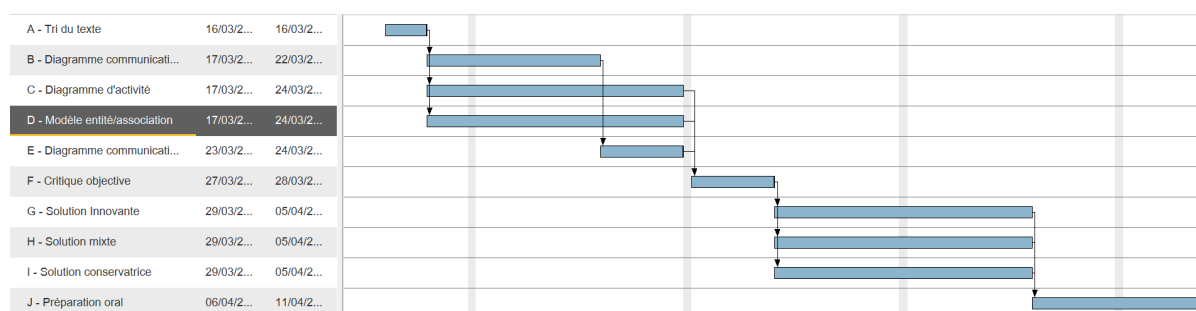 A - Tri du texte 16/03/2... 16/03/2...
B - Diagramme communicati... 17/03/2... 22/03/2...
C - Diagramme d'activité 17/03/2... 24/03/2...
D - Modèle entité/association 17/03/2... 24/03/2...
E - Diagramme communicati... 23/03/2... 24/03/2...
F - Critique objective 27/03/2... 28/03/2...
G - Solution Innovante 29/03/2... 05/04/2...
H - Solution mixte 29/03/2... 05/04/2...
I - Solution conservatrice 29/03/2... 05/04/2...
J - Préparation oral 06/04/2... 11/04/2...